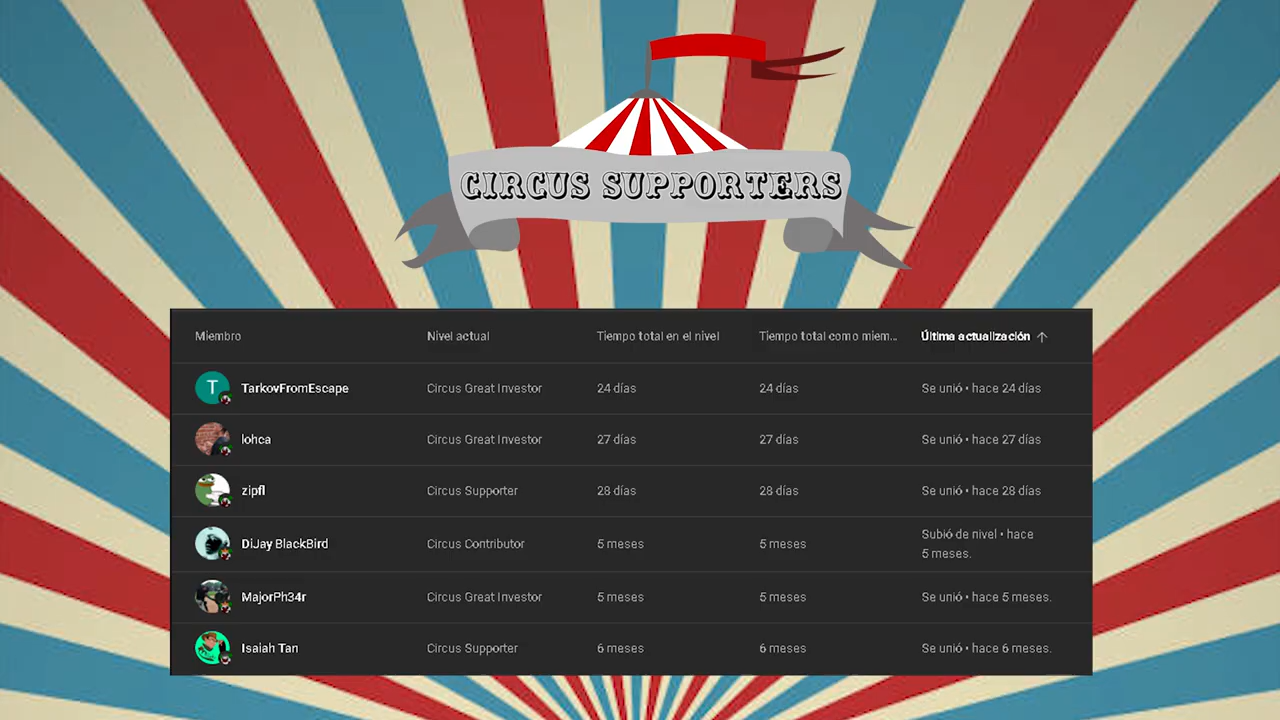 CIRCUS SUPPORTERS
Miembro Nivel actual Tiempo total en el nivel Tiempo total como miem... Última actualización ↑
T TarkovFromEscape Circus Great Investor 24 días 24 días Se unió • hace 24 días
lohca Circus Great Investor 27 días 27 días Se unió • hace 27 días
zipfl Circus Supporter 28 días 28 días Se unió • hace 28 días
DiJay BlackBird Circus Contributor 5 meses 5 meses Subió de nivel • hace
5 meses.
MajorPh34r Circus Great Investor 5 meses 5 meses Se unió • hace 5 meses.
Isaiah Tan Circus Supporter 6 meses 6 meses Se unió • hace 6 meses.